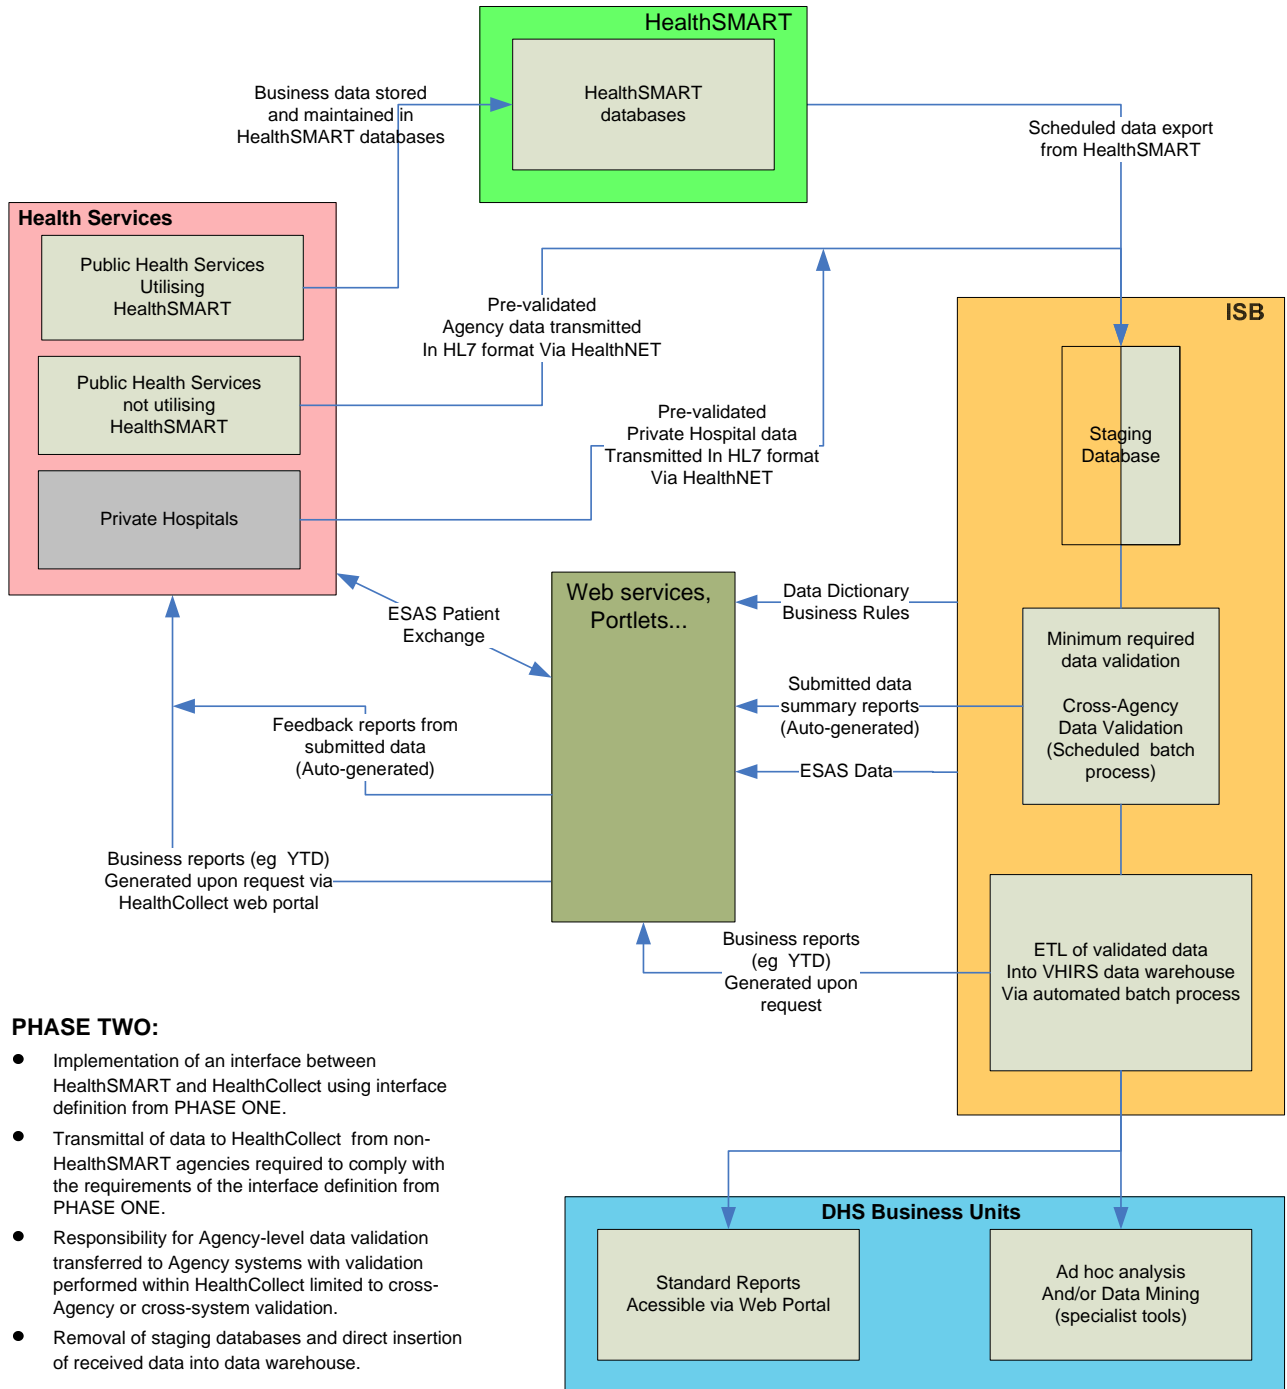 HealthSMART
HealthSMART
databases
Business data stored
and maintained in
HealthSMART databases
Scheduled data export
from HealthSMART
Health Services
Public Health Services
Utilising
HealthSMART
Public Health Services
not utilising
HealthSMART
Private Hospitals
Pre-validated
Agency data transmitted
In HL7 format Via HealthNET
Pre-validated
Private Hospital data
Transmitted In HL7 format
Via HealthNET
ISB
Staging
Database
Minimum required
data validation
Cross-Agency
Data Validation
(Scheduled batch
process)
ETL of validated data
Into VHIRS data warehouse
Via automated batch process
Web services,
Portlets...
Data Dictionary
Business Rules
Submitted data
summary reports
(Auto-generated)
ESAS Data
ESAS Patient
Exchange
Feedback reports from
submitted data
(Auto-generated)
Business reports (eg YTD)
Generated upon request via
HealthCollect web portal
Business reports
(eg YTD)
Generated upon
request
PHASE TWO:
● Implementation of an interface between
HealthSMART and HealthCollect using interface
definition from PHASE ONE.
● Transmittal of data to HealthCollect from non-
HealthSMART agencies required to comply with
the requirements of the interface definition from
PHASE ONE.
● Responsibility for Agency-level data validation
transferred to Agency systems with validation
performed within HealthCollect limited to cross-
Agency or cross-system validation.
● Removal of staging databases and direct insertion
of received data into data warehouse.
DHS Business Units
Standard Reports
Acessible via Web Portal
Ad hoc analysis
And/or Data Mining
(specialist tools)